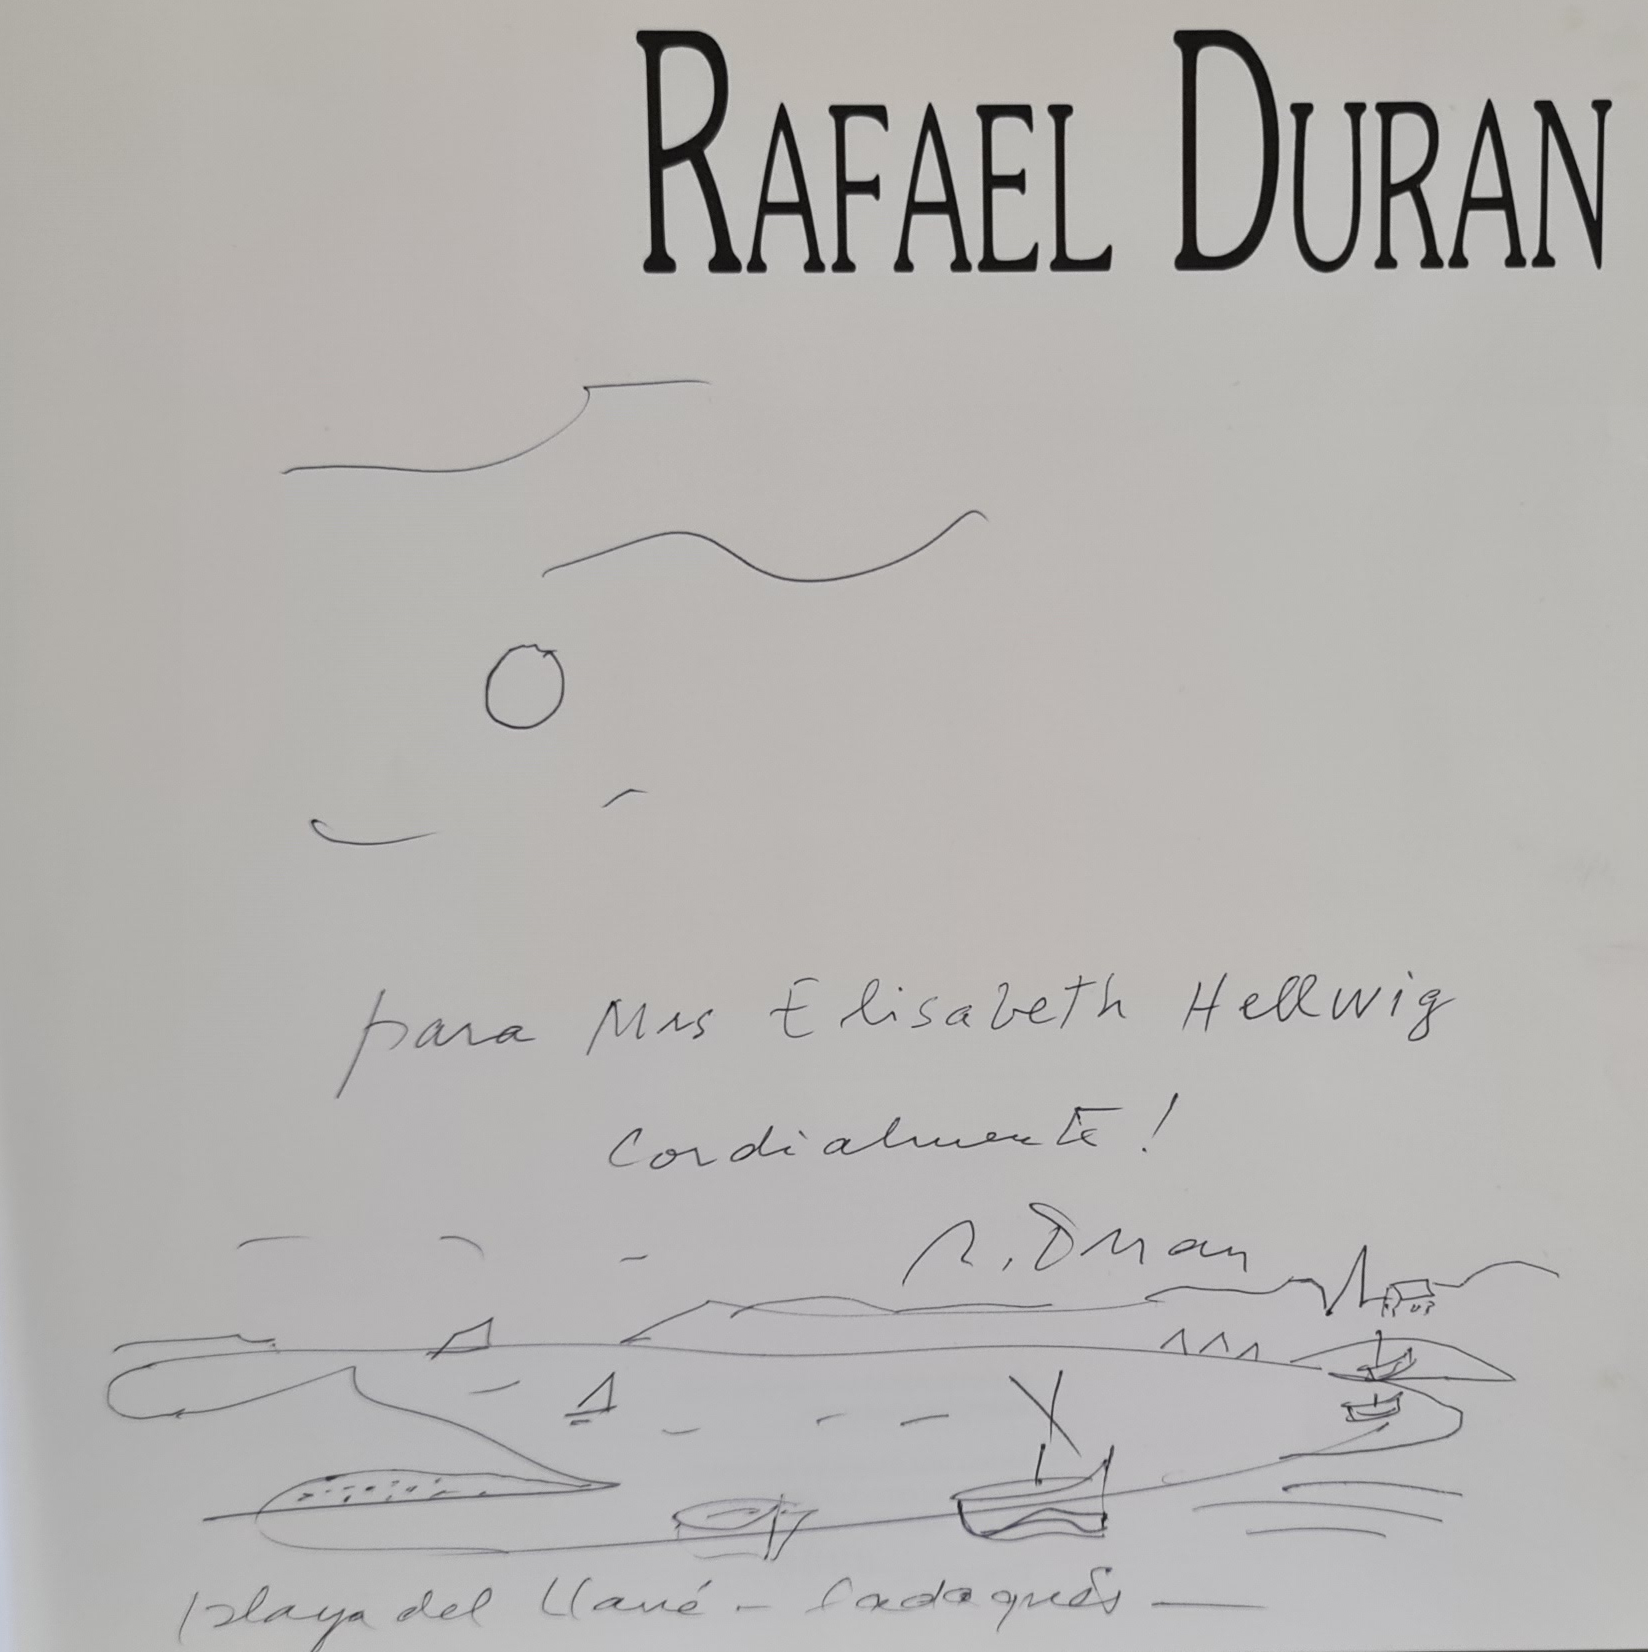 RAFAEL DURAN
para Mrs Elisabeth Hellwig
Cordialmente!
R. Duran
playa del Llané - Cadaqués -